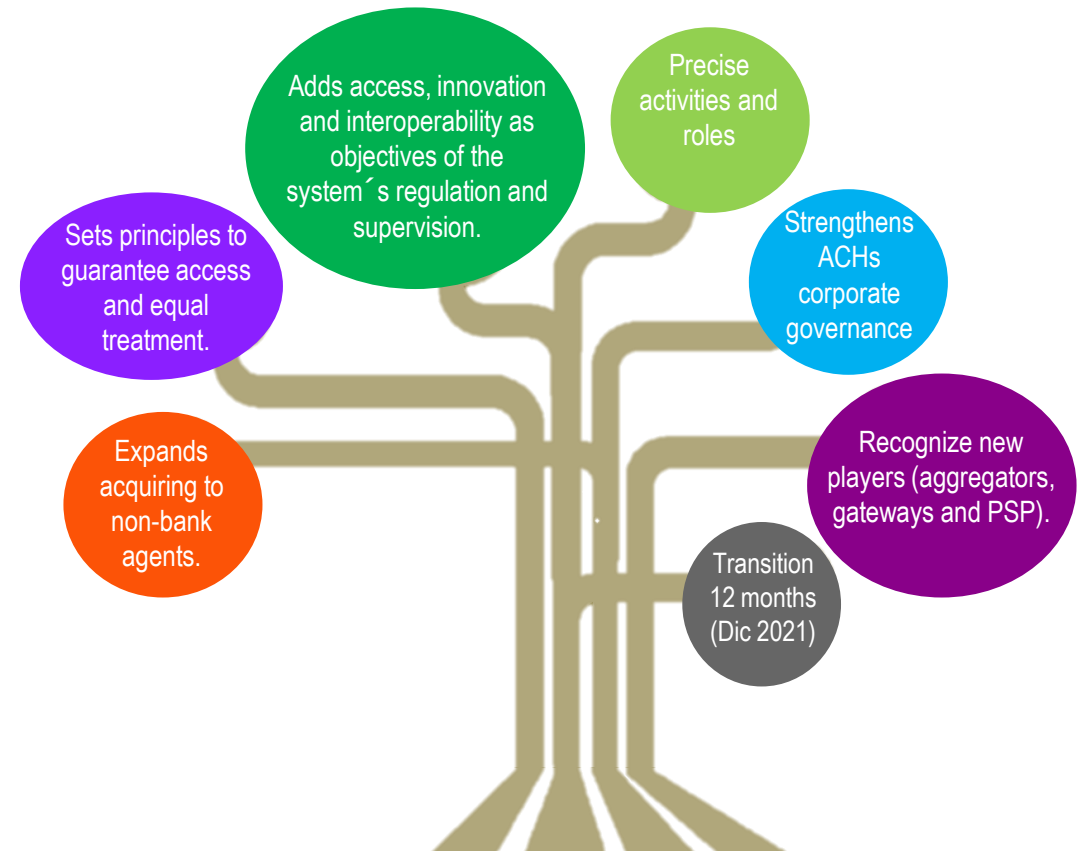 Adds access, innovation
and interoperability as
objectives of the
system´s regulation and
supervision.
Precise
activities and
roles
Sets principles to
guarantee access
and equal
treatment.
Strengthens
ACHs
corporate
governance
Expands
acquiring to
non-bank
agents.
Recognize new
players (aggregators,
gateways and PSP).
Transition
12 months
(Dic 2021)